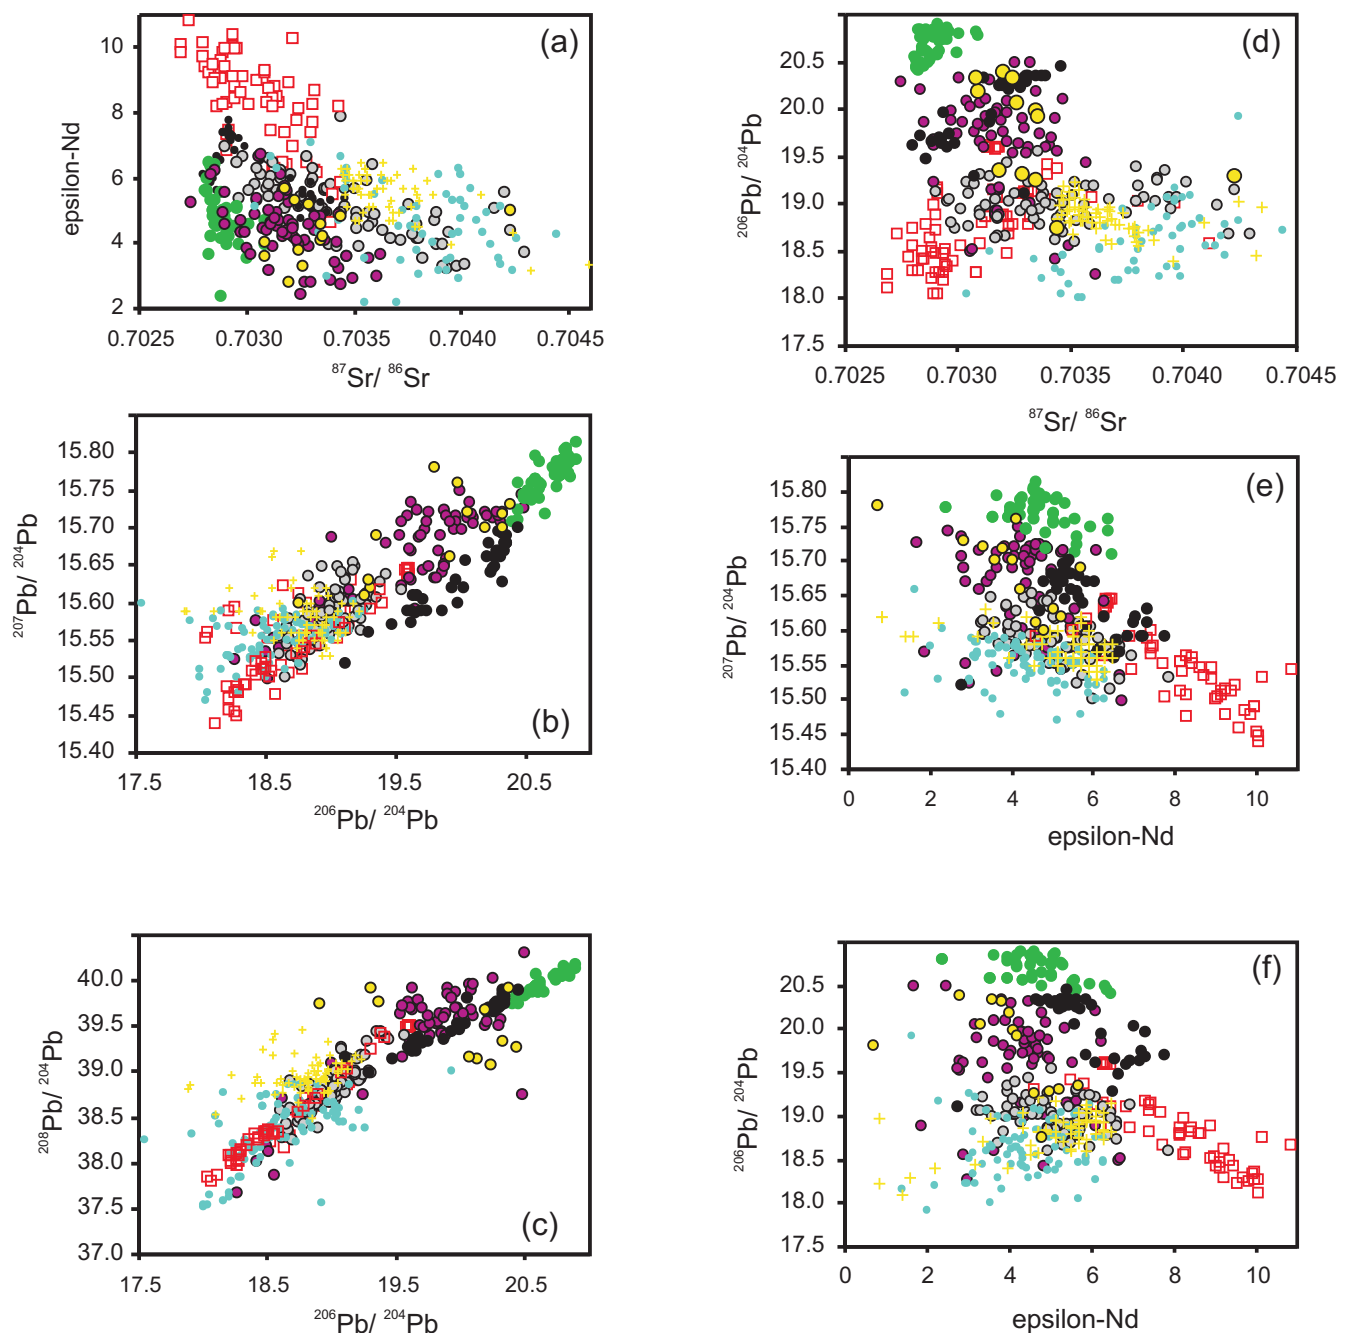 (a)
epsilon-Nd
10
8
6
4
2
0.7025 0.7030 0.7035 0.7040 0.7045
87Sr/ 86Sr
(d)
206Pb/ 204Pb
20.5
20.0
19.5
19.0
18.5
18.0
17.5
0.7025 0.7030 0.7035 0.7040 0.7045
87Sr/ 86Sr
(b)
207Pb/ 204Pb
15.80
15.75
15.70
15.65
15.60
15.55
15.50
15.45
15.40
17.5 18.5 19.5 20.5
206Pb/ 204Pb
(e)
207Pb/ 204Pb
15.80
15.75
15.70
15.65
15.60
15.55
15.50
15.45
15.40
0 2 4 6 8 10
epsilon-Nd
(c)
208Pb/ 204Pb
40.0
39.5
39.0
38.5
38.0
37.5
37.0
17.5 18.5 19.5 20.5
206Pb/ 204Pb
(f)
206Pb/ 204Pb
20.5
20.0
19.5
19.0
18.5
18.0
17.5
0 2 4 6 8 10
epsilon-Nd